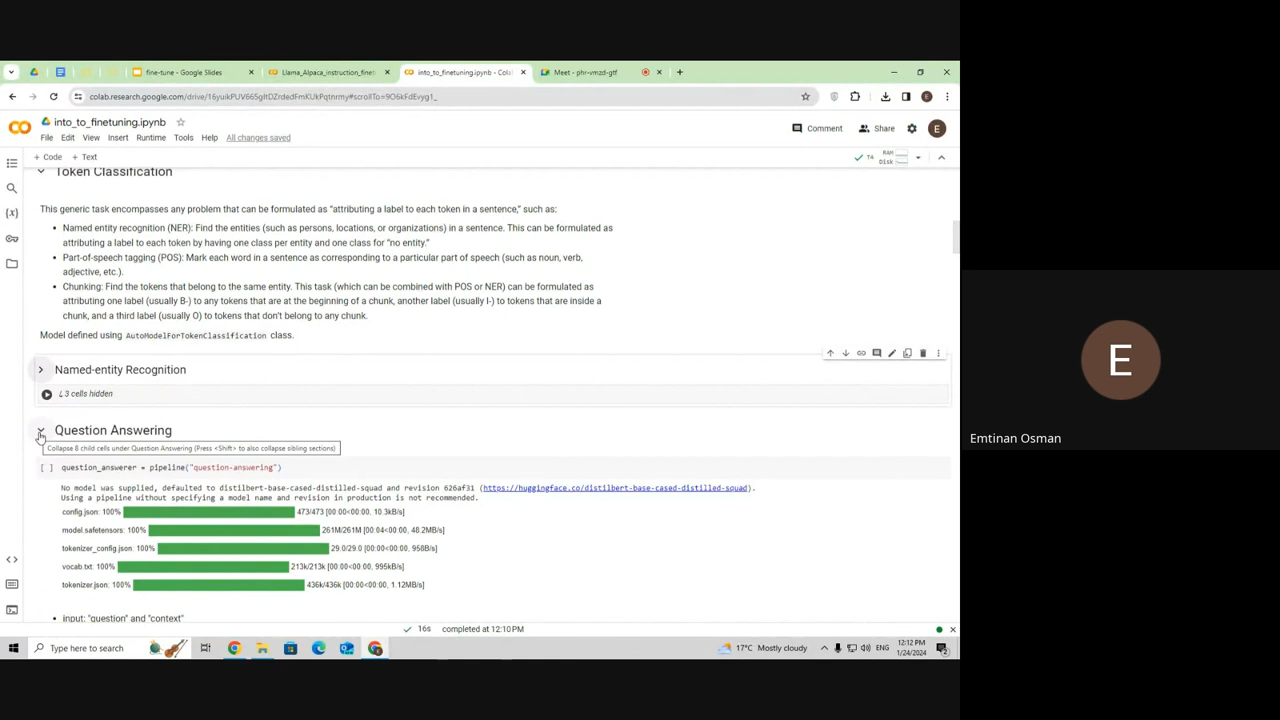 fine-tune - Google Slides
Llama_Alpaca_instruction_finet
into_to_finetuning.ipynb - Colab
Meet - phr-vmzd-gtf
colab.research.google.com/drive/
into_to_finetuning.ipynb
File Edit View Insert Runtime Tools Help All changes saved
Comment Share E
+ Code + Text
T4 RAM Disk
Token Classification
This generic task encompasses any problem that can be formulated as “attributing a label to each token in a sentence,” such as:
• Named entity recognition (NER): Find the entities (such as persons, locations, or organizations) in a sentence. This can be formulated as
attributing a label to each token by having one class per entity and one class for “no entity.”
• Part-of-speech tagging (POS): Mark each word in a sentence as corresponding to a particular part of speech (such as noun, verb,
adjective, etc.).
• Chunking: Find the tokens that belong to the same entity. This task (which can be combined with POS or NER) can be formulated as
attributing one label (usually B-) to any tokens that are at the beginning of a chunk, another label (usually I-) to tokens that are inside a
chunk, and a third label (usually O) to tokens that don't belong to any chunk.
Model defined using AutoModelForTokenClassification class.
Named-entity Recognition
↳ 3 cells hidden
Question Answering
Collapse 8 child cells under Question Answering (Press <Shift> to also collapse sibling sections)
[ ] question_answerer = pipeline("question-answering")
No model was supplied, defaulted to distilbert-base-cased-distilled-squad and revision 626af31 (https://huggingface.co/distilbert-base-cased-distilled-squad).
Using a pipeline without specifying a model name and revision in production is not recommended.
config.json: 100% 473/473 [00:00<00:00, 10.3kB/s]
model.safetensors: 100% 261M/261M [00:04<00:00, 48.2MB/s]
tokenizer_config.json: 100% 29.0/29.0 [00:00<00:00, 958B/s]
vocab.txt: 100% 213k/213k [00:00<00:00, 995kB/s]
tokenizer.json: 100% 436k/436k [00:00<00:00, 1.12MB/s]
• input: "question" and "context"
16s completed at 12:10 PM
Type here to search
17°C Mostly cloudy
ENG
12:12 PM
1/24/2024
2
E
Emtinan Osman